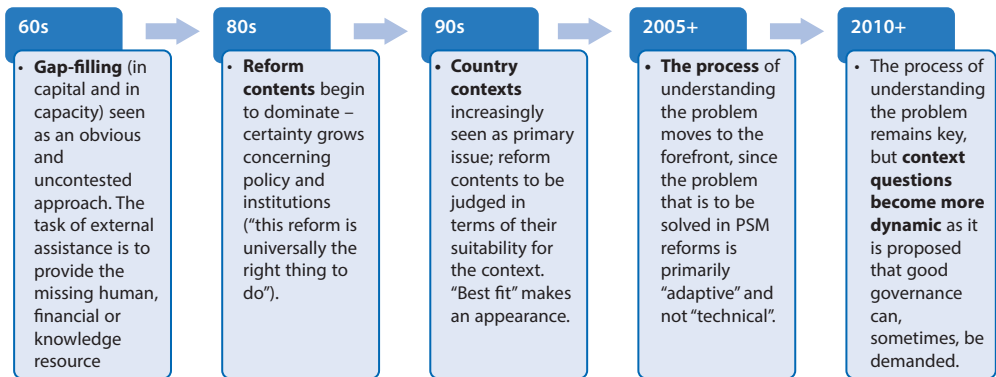 60s
• Gap-filling (in
capital and in
capacity) seen
as an obvious
and
uncontested
approach. The
task of external
assistance is to
provide the
missing human,
financial or
knowledge
resource
80s
• Reform
contents begin
to dominate –
certainty grows
concerning
policy and
institutions
(“this reform is
universally the
right thing to
do”).
90s
• Country
contexts
increasingly
seen as primary
issue; reform
contents to be
judged in
terms of their
suitability for
the context.
“Best fit” makes
an appearance.
2005+
• The process of
understanding
the problem
moves to the
forefront, since
the problem
that is to be
solved in PSM
reforms is
primarily
“adaptive” and
not “technical”.
2010+
• The process of
understanding
the problem
remains key,
but context
questions
become more
dynamic as it
is proposed
that good
governance
can,
sometimes, be
demanded.